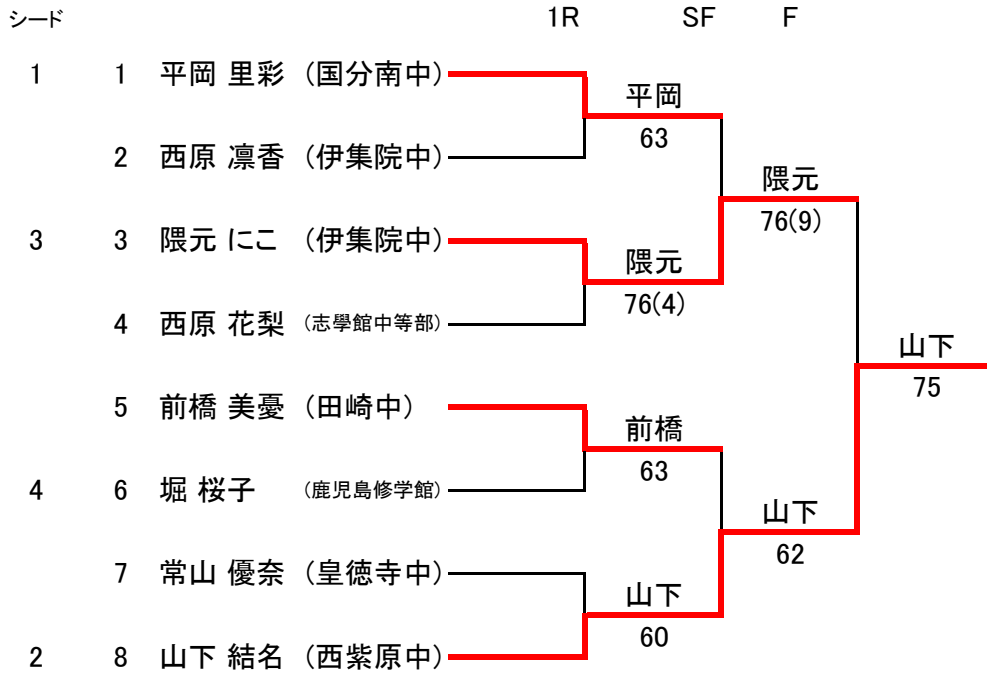 シード 1R SF F
1 1 平岡 里彩 (国分南中)
平岡
63
2 西原 凛香 (伊集院中)
隈元
76(9)
3 3 隈元 にこ (伊集院中)
隈元
76(4)
4 西原 花梨 (志學館中等部)
山下
75
5 前橋 美憂 (田崎中)
前橋
63
4 6 堀 桜子 (鹿児島修学館)
山下
62
7 常山 優奈 (皇徳寺中)
山下
60
2 8 山下 結名 (西紫原中)